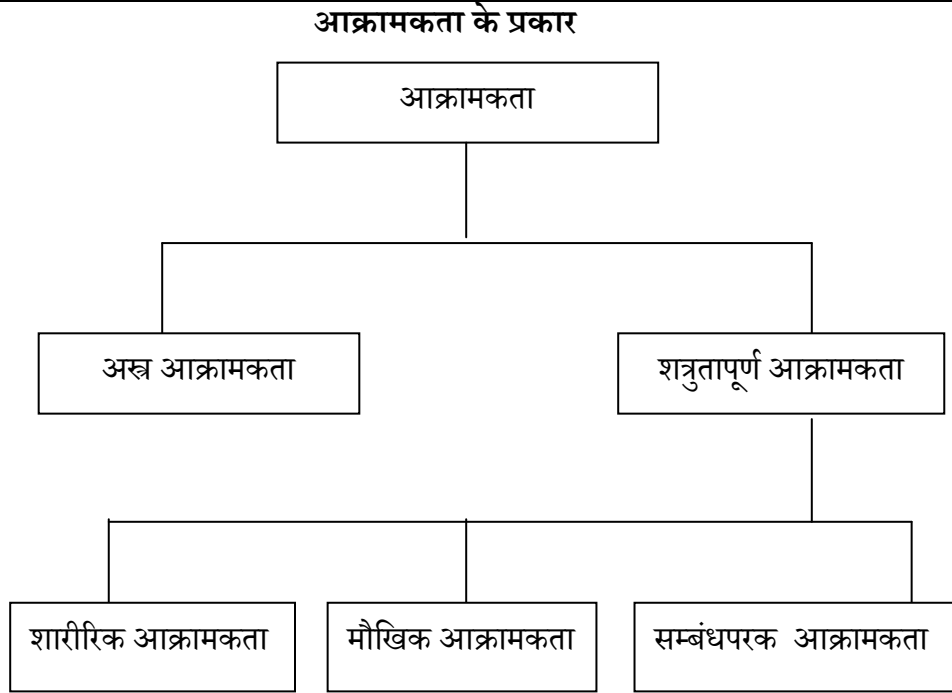 आक्रामकता के प्रकार
आक्रामकता
अस्त्र आक्रामकता
शत्रुतापूर्ण आक्रामकता
शारीरिक आक्रामकता
मौखिक आक्रामकता
सम्बंधपरक आक्रामकता